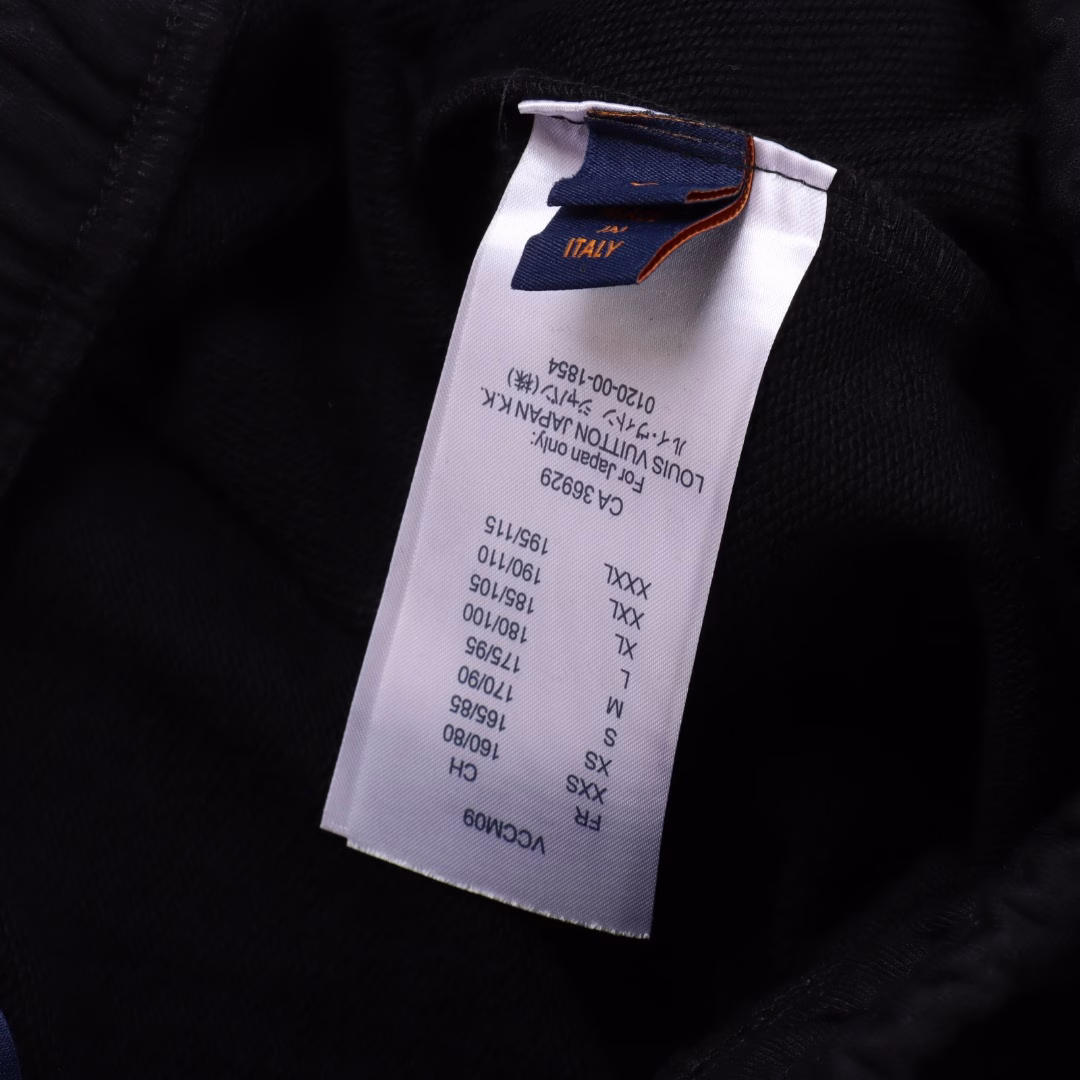 IN
ITALY
VCCM09
FR CH
XXS 160/80
XS 165/85
S 170/90
M 175/95
L 180/100
XL 185/105
XXL 190/110
XXXL 195/115
CA 36929
For Japan only:
LOUIS VUITTON JAPAN K.K.
ルイ・ヴィトン ジャパン(株)
0120-00-1854